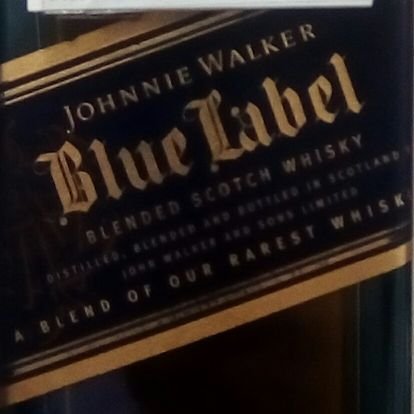 JOHNNIE WALKER
Blue Label
BLENDED SCOTCH WHISKY
DISTILLED, BLENDED AND BOTTLED IN SCOTLAND
JOHN WALKER AND SONS LIMITED
A BLEND OF OUR RAREST WHISK